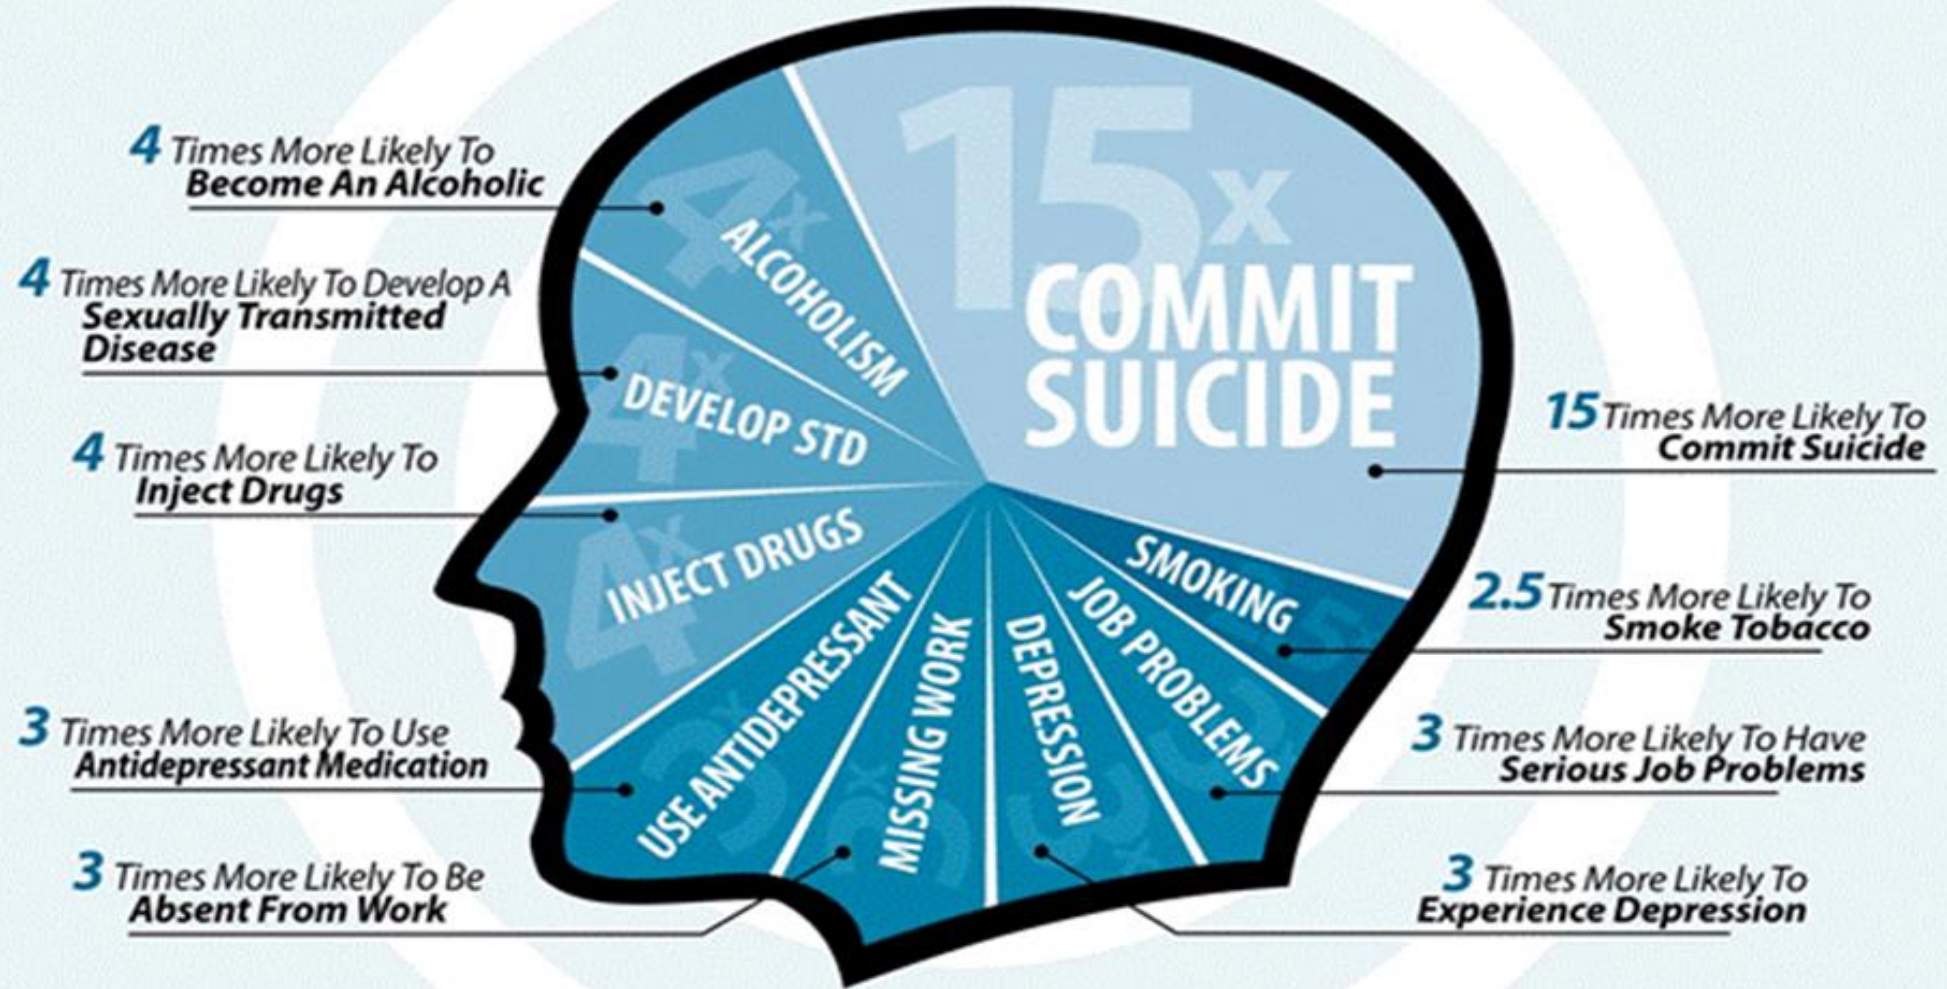 4 Times More Likely To
Become An Alcoholic
4 Times More Likely To Develop A
Sexually Transmitted
Disease
4 Times More Likely To
Inject Drugs
3 Times More Likely To Use
Antidepressant Medication
3 Times More Likely To Be
Absent From Work
4x
ALCOHOLISM
4x
DEVELOP STD
4x
INJECT DRUGS
3x
USE ANTIDEPRESSANT
3x
MISSING WORK
3x
DEPRESSION
3x
JOB PROBLEMS
SMOKING
15x
COMMIT
SUICIDE
15 Times More Likely To
Commit Suicide
2.5 Times More Likely To
Smoke Tobacco
3 Times More Likely To Have
Serious Job Problems
3 Times More Likely To
Experience Depression